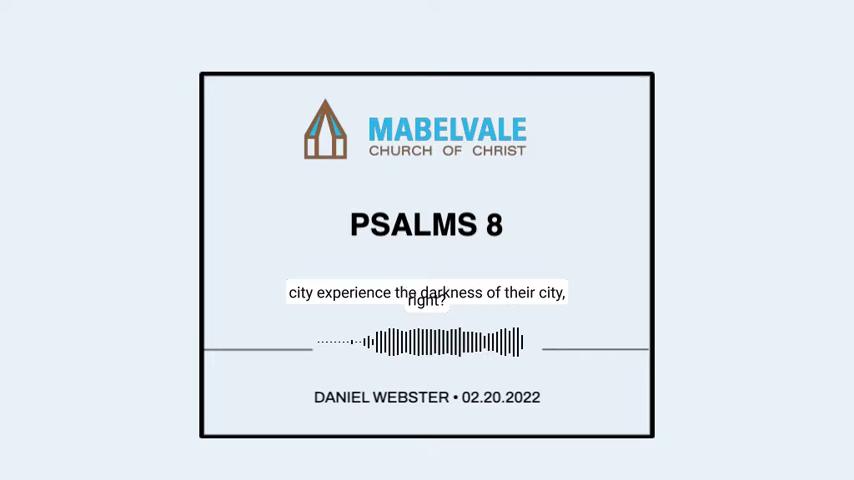 MABELVALE
CHURCH OF CHRIST
PSALMS 8
city experience the darkness of their city,
right?
DANIEL WEBSTER • 02.20.2022